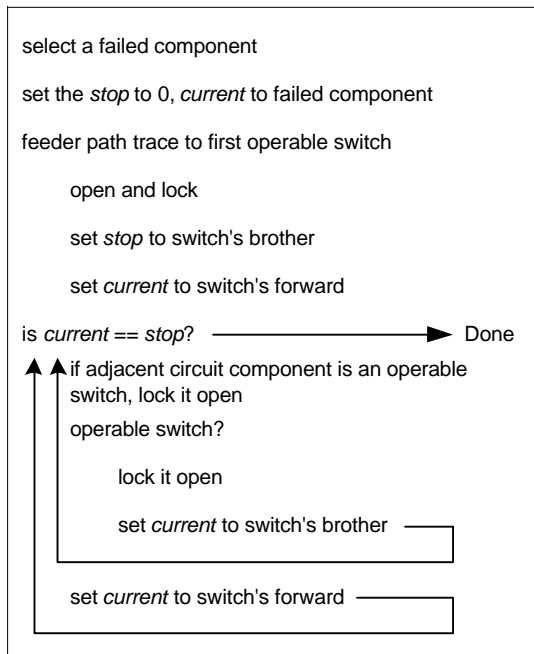 select a failed component
set the stop to 0, current to failed component
feeder path trace to first operable switch
open and lock
set stop to switch's brother
set current to switch's forward
is current == stop? Done
if adjacent circuit component is an operable
switch, lock it open
operable switch?
lock it open
set current to switch's brother
set current to switch's forward